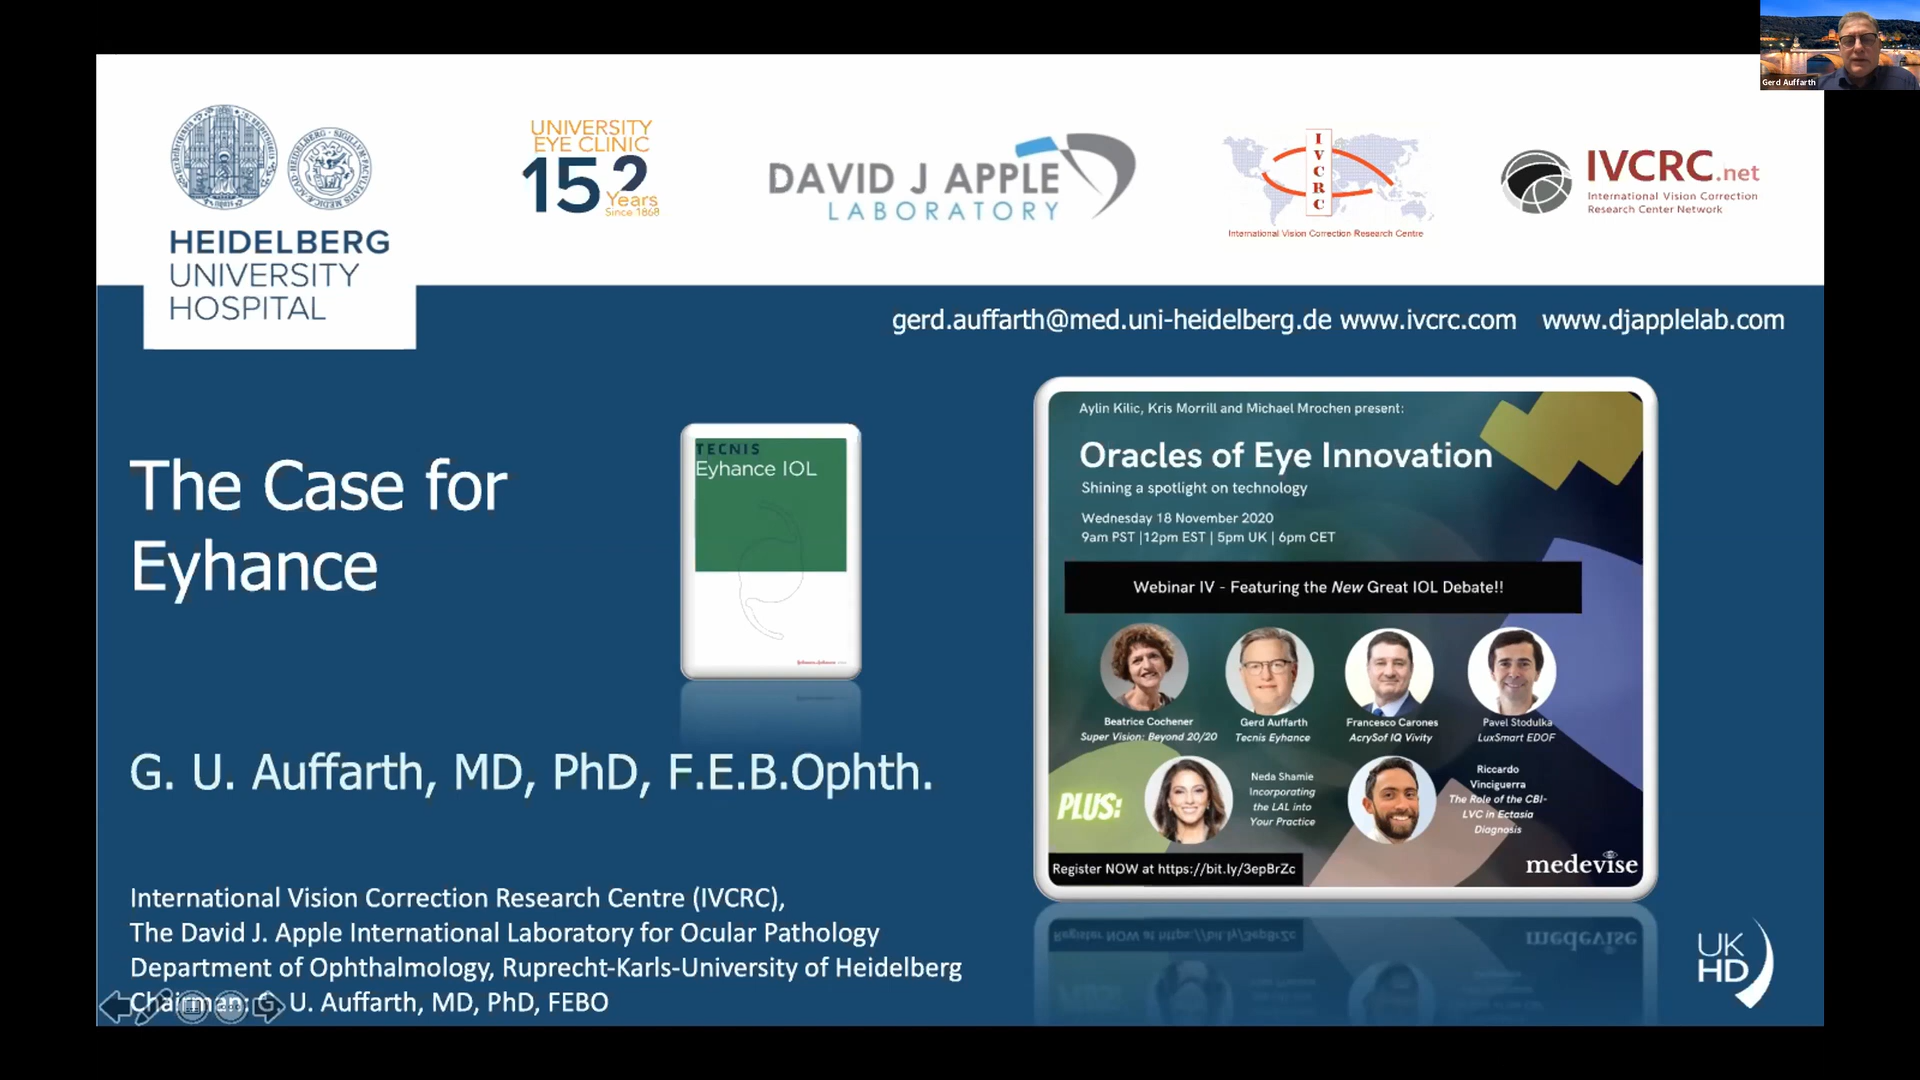 Gerd Auffarth
HEIDELBERG
UNIVERSITY
HOSPITAL
UNIVERSITY
EYE CLINIC
152
Years
Since 1868
DAVID J APPLE
LABORATORY
IVCRC
International Vision Correction Research Centre
IVCRC.net
International Vision Correction
Research Center Network
gerd.auffarth@med.uni-heidelberg.de www.ivcrc.com www.djapplelab.com
The Case for
Eyhance
TECNIS
Eyhance IOL
G. U. Auffarth, MD, PhD, F.E.B.Ophth.
International Vision Correction Research Centre (IVCRC),
The David J. Apple International Laboratory for Ocular Pathology
Department of Ophthalmology, Ruprecht-Karls-University of Heidelberg
Chairman: G. U. Auffarth, MD, PhD, FEBO
Aylin Kilic, Kris Morrill and Michael Mrochen present:
Oracles of Eye Innovation
Shining a spotlight on technology
Wednesday 18 November 2020
9am PST |12pm EST | 5pm UK | 6pm CET
Webinar IV - Featuring the New Great IOL Debate!!
Beatrice Cochener
Super Vision: Beyond 20/20
Gerd Auffarth
Tecnis Eyhance
Francesco Carones
AcrySof IQ Vivity
Pavel Stodulka
LuxSmart EDOF
PLUS:
Neda Shamie
Incorporating
the LAL into
Your Practice
Riccardo
Vinciguerra
The Role of the CBI-
LVC in Ectasia
Diagnosis
Register NOW at https://bit.ly/3epBrZc
medevise
UK
HD